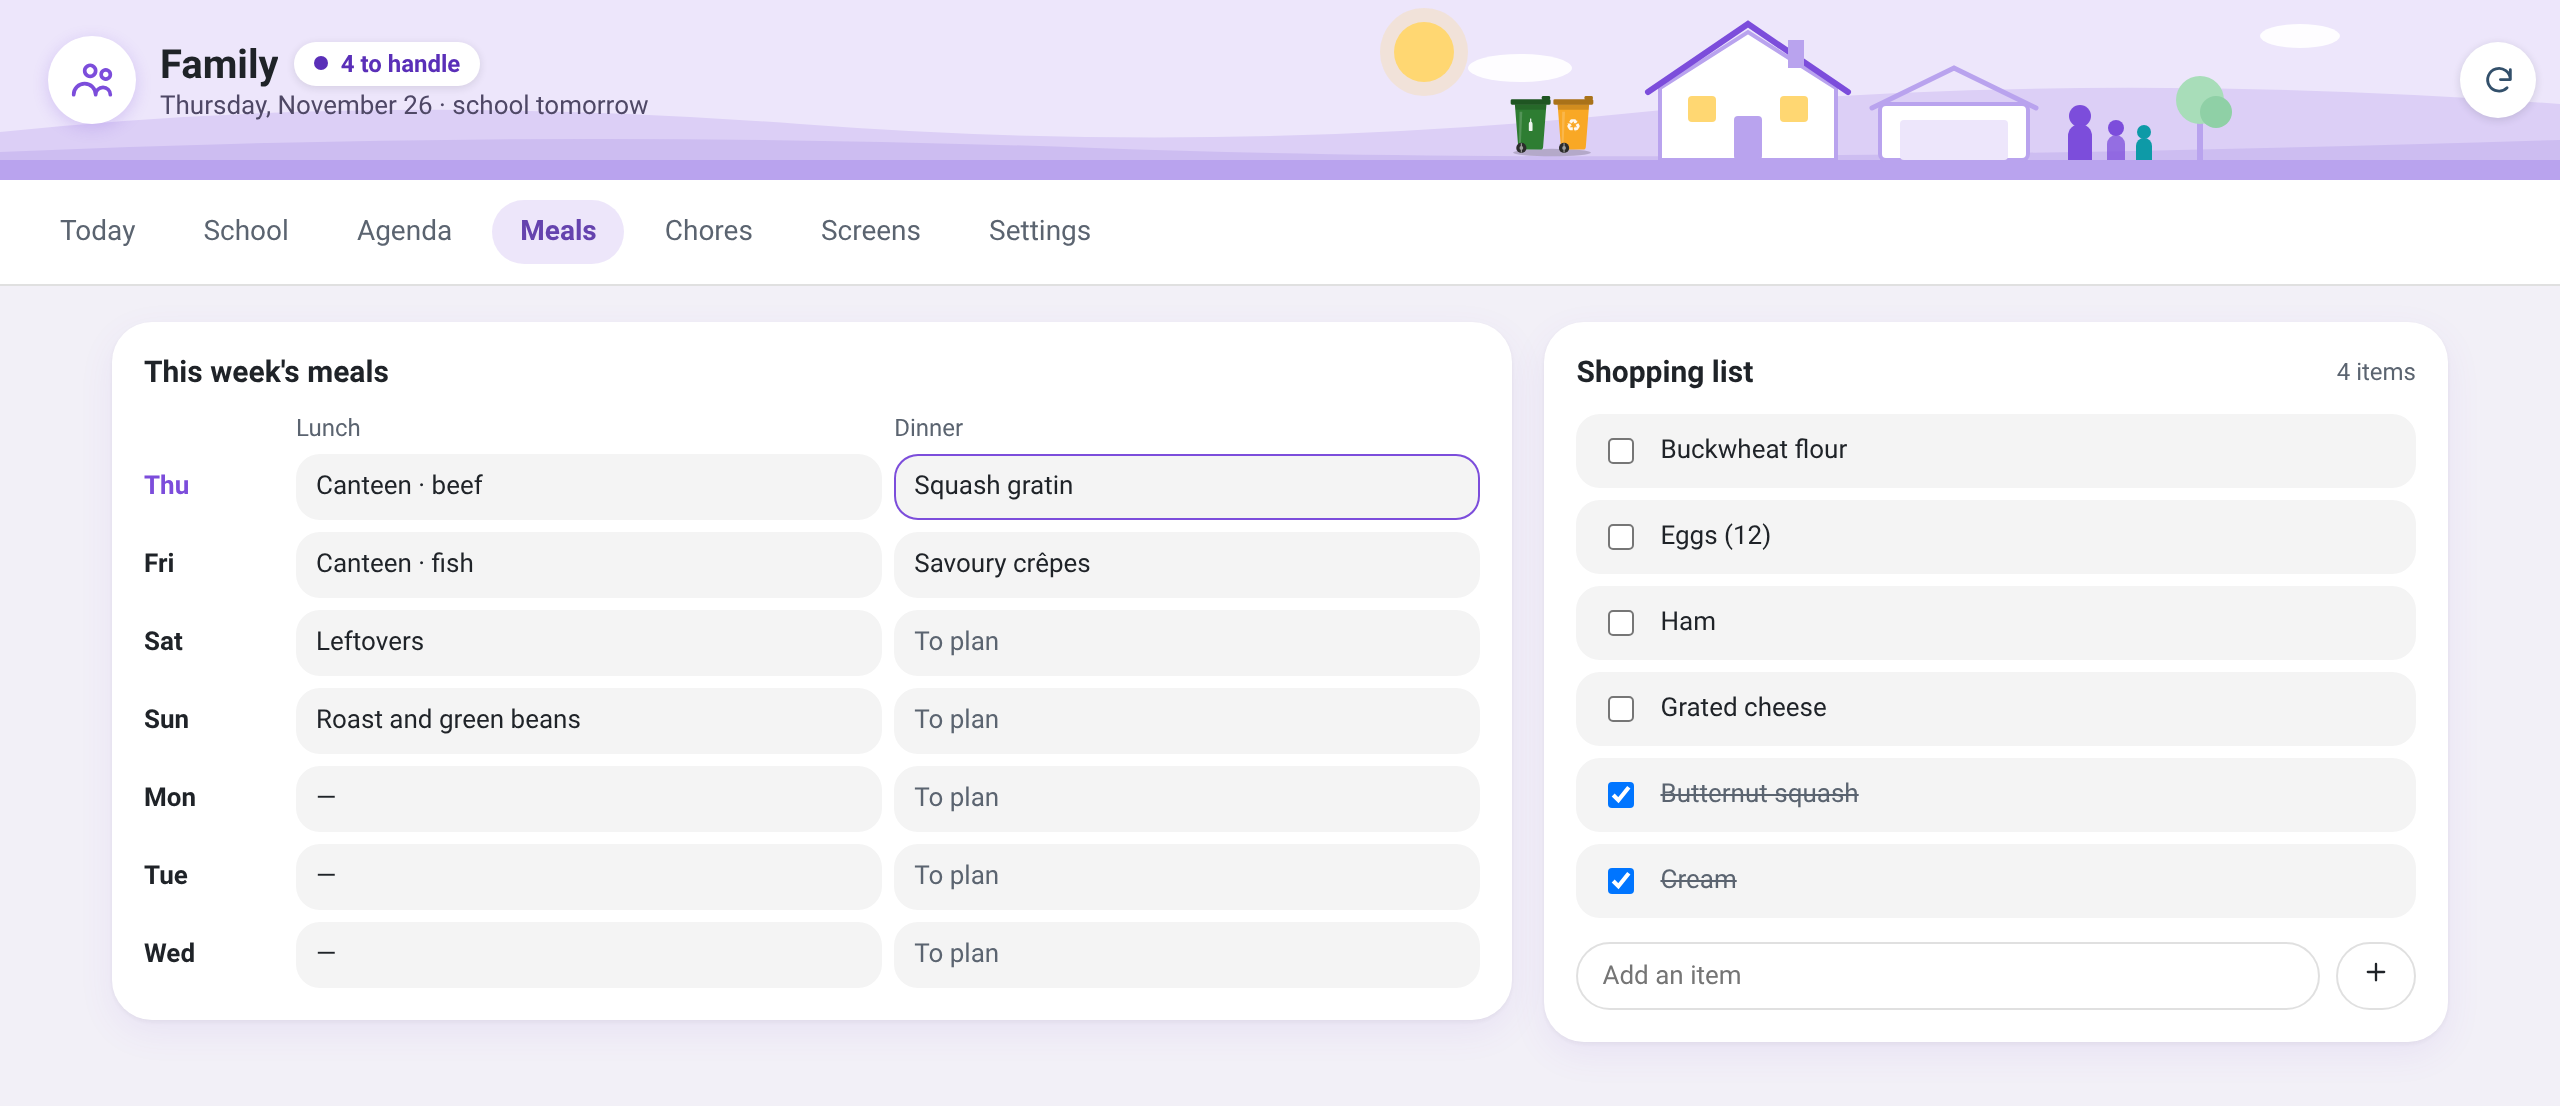 Family
4 to handle
Thursday, November 26 · school tomorrow
Today School Agenda Meals Chores Screens Settings
This week's meals
Lunch Dinner
Thu Canteen · beef Squash gratin
Fri Canteen · fish Savoury crêpes
Sat Leftovers To plan
Sun Roast and green beans To plan
Mon — To plan
Tue — To plan
Wed — To plan
Shopping list 4 items
Buckwheat flour
Eggs (12)
Ham
Grated cheese
Butternut squash
Cream
Add an item +